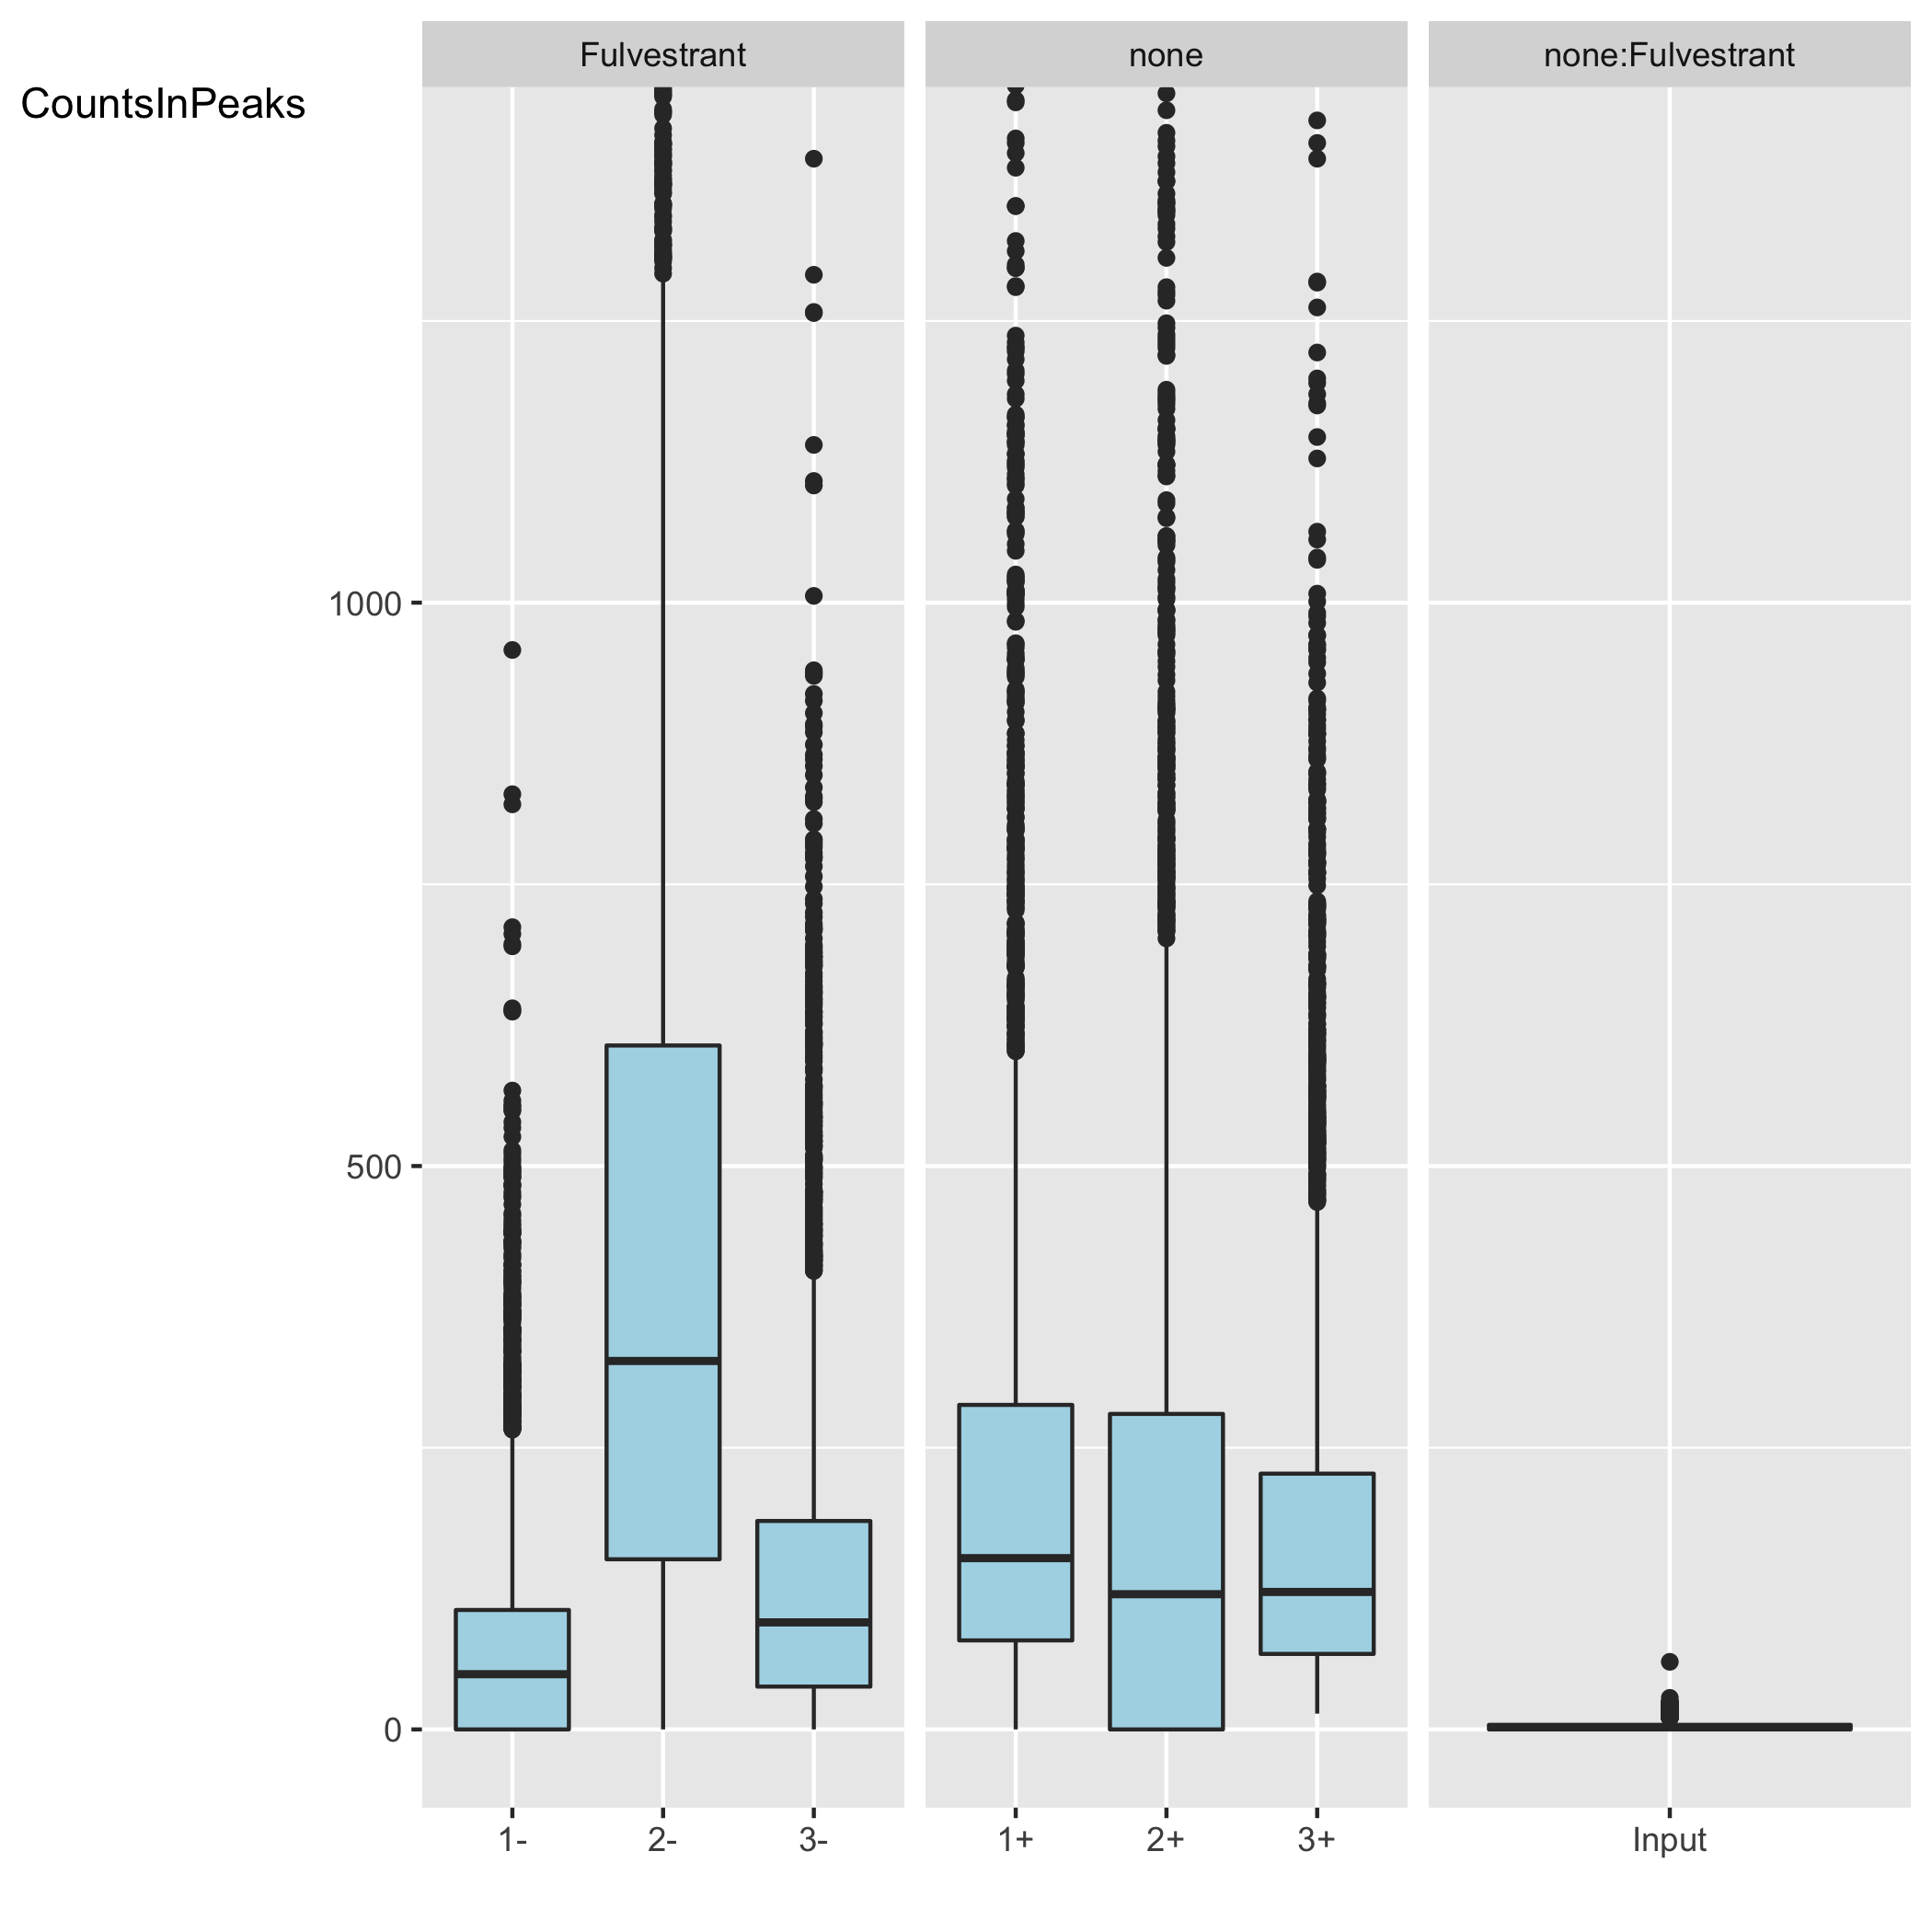 Fulvestrant
none
none:Fulvestrant
CountsInPeaks
1000
500
0
1-
2-
3-
1+
2+
3+
Input